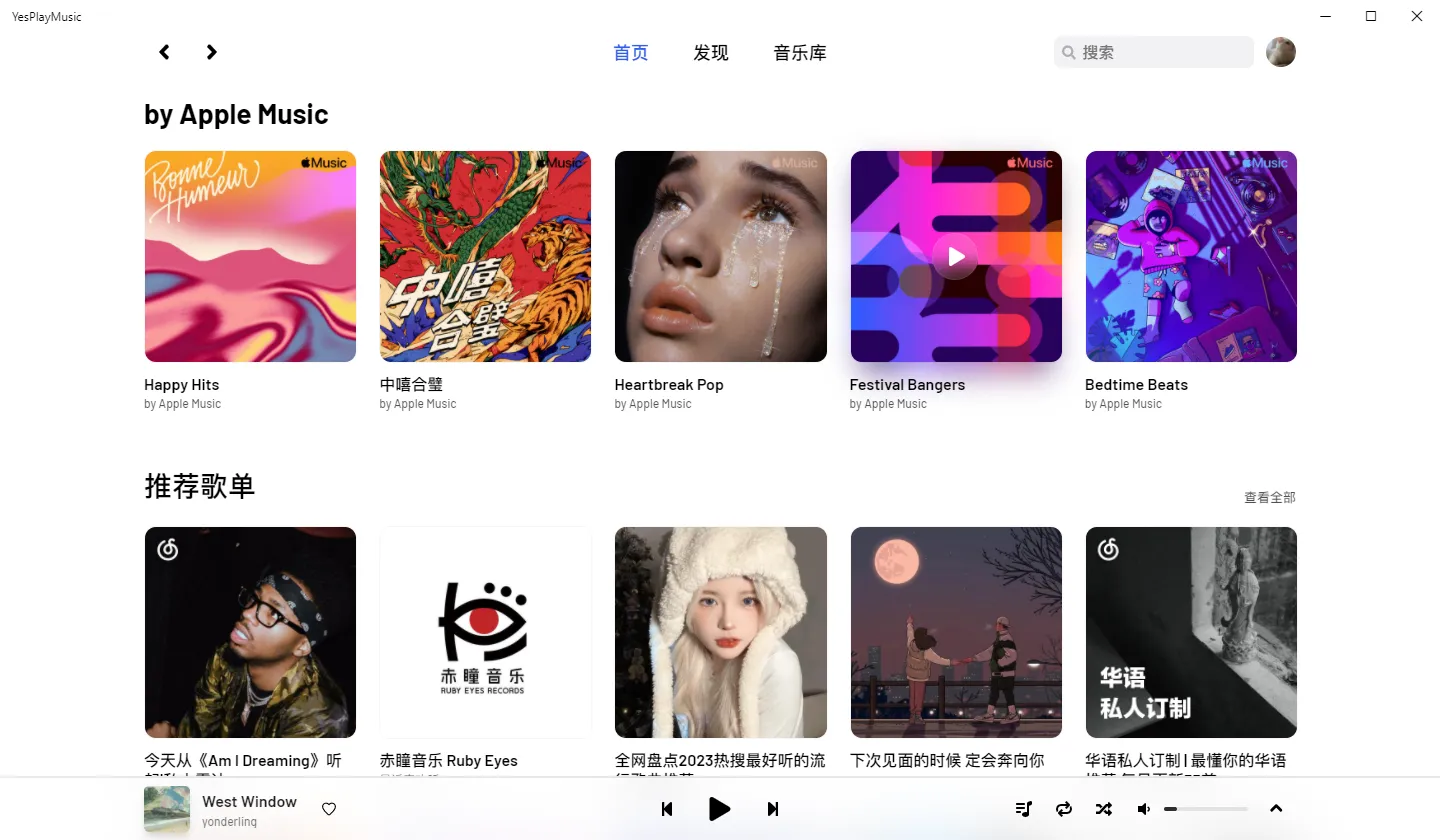 YesPlayMusic
首页 发现 音乐库 搜索
by Apple Music
Bonne Humeur
Music
Music
Music
Music
Music
中嘻合璧
Happy Hits
by Apple Music
中嘻合璧
by Apple Music
Heartbreak Pop
by Apple Music
Festival Bangers
by Apple Music
Bedtime Beats
by Apple Music
推荐歌单
查看全部
赤瞳音乐
RUBY EYES RECORDS
华语
私人订制
今天从《Am I Dreaming》听
赤瞳音乐 Ruby Eyes
全网盘点2023热搜最好听的流
下次见面的时候 定会奔向你
华语私人订制 | 最懂你的华语
West Window
yonderling